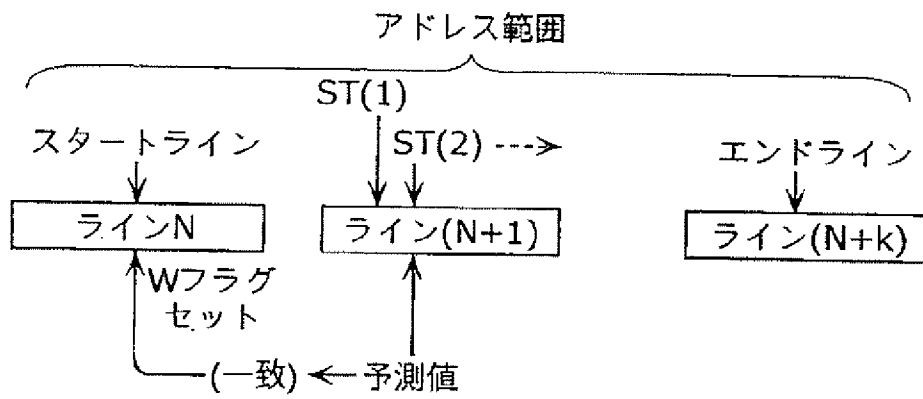 アドレス範囲
ST(1)
スタートライン
ST(2)
エンドライン
ラインN
ライン(N+1)
ライン(N+k)
Wフラグ
セット
(一致)
予測値